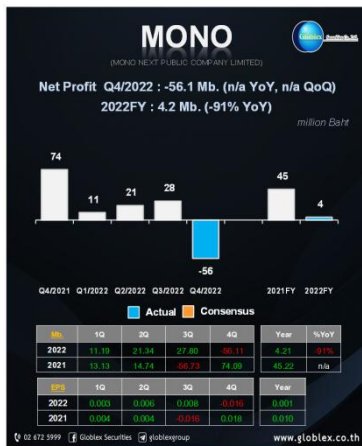 MONO
Globlex
(MONO NEXT PUBLIC COMPANY LIMITED)
Net Profit Q4/2022 : -56.1 Mb. (n/a YoY, n/a QoQ)
2022FY : 4.2 Mb. (-91% YoY)
million Baht
74
11
21
28
-56
45
4
Q4/2021 Q1/2022 Q2/2022 Q3/2022 Q4/2022 2021FY 2022FY
Actual Consensus
Mb. 1Q 2Q 3Q 4Q Year %YoY
2022 11.19 21.34 27.80 -56.11 4.21 -91%
2021 13.13 14.74 -56.73 74.09 45.22 n/a
EPS 1Q 2Q 3Q 4Q Year
2022 0.003 0.006 0.008 -0.016 0.001
2021 0.004 0.004 -0.016 0.018 0.010
02 672 5999 Globlex Securities globlexgroup www.globlex.co.th